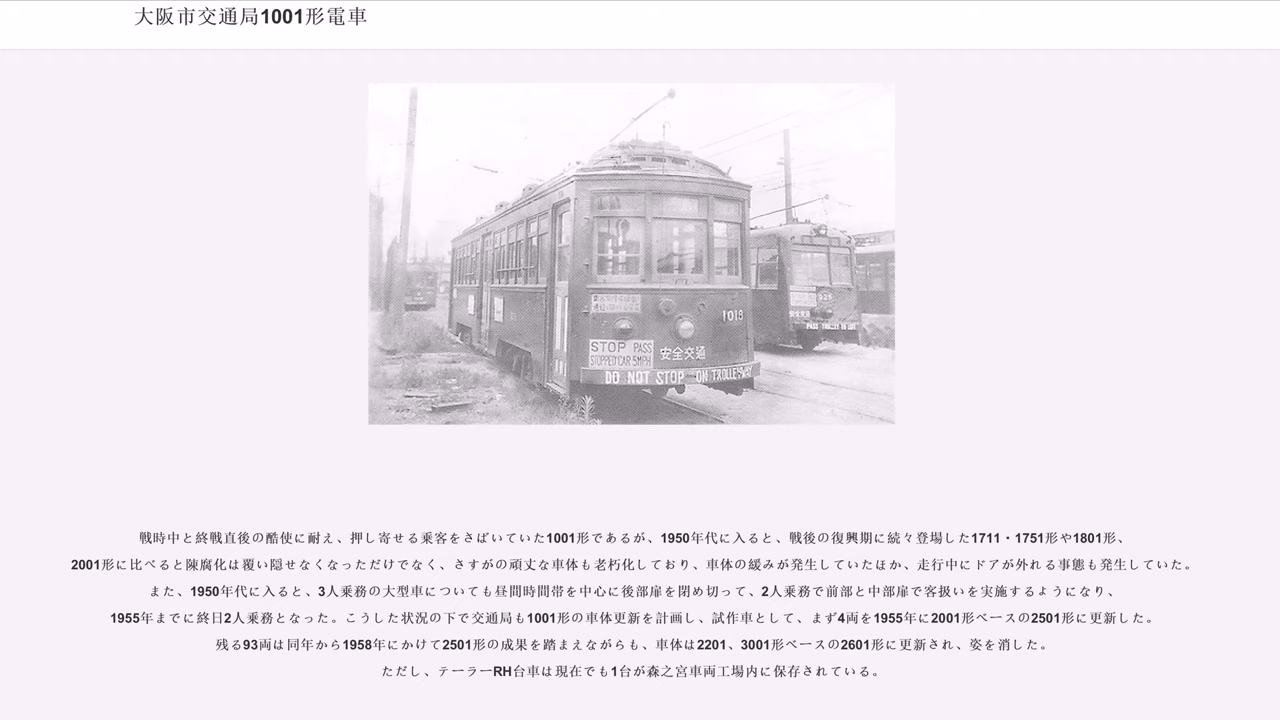 大阪市交通局1001形電車
1018
STOP PASS
STOPPED CAR 5MPH
安全交通
DO NOT STOP ON TROLLEYWAY
安全交通
戦時中と終戦直後の酷使に耐え、押し寄せる乗客をさばいていた1001形であるが、1950年代に入ると、戦後の復興期に続々登場した1711・1751形や1801形、
2001形に比べると陳腐化は覆い隠せなくなっただけでなく、さすがの頑丈な車体も老朽化しており、車体の緩みが発生していたほか、走行中にドアが外れる事態も発生していた。
また、1950年代に入ると、3人乗務の大型車についても昼間時間帯を中心に後部扉を閉め切って、2人乗務で前部と中部扉で客扱いを実施するようになり、
1955年までに終日2人乗務となった。こうした状況の下で交通局も1001形の車体更新を計画し、試作車として、まず4両を1955年に2001形ベースの2501形に更新した。
残る93両は同年から1958年にかけて2501形の成果を踏まえながらも、車体は2201、3001形ベースの2601形に更新され、姿を消した。
ただし、テーラーRH台車は現在でも1台が森之宮車両工場内に保存されている。